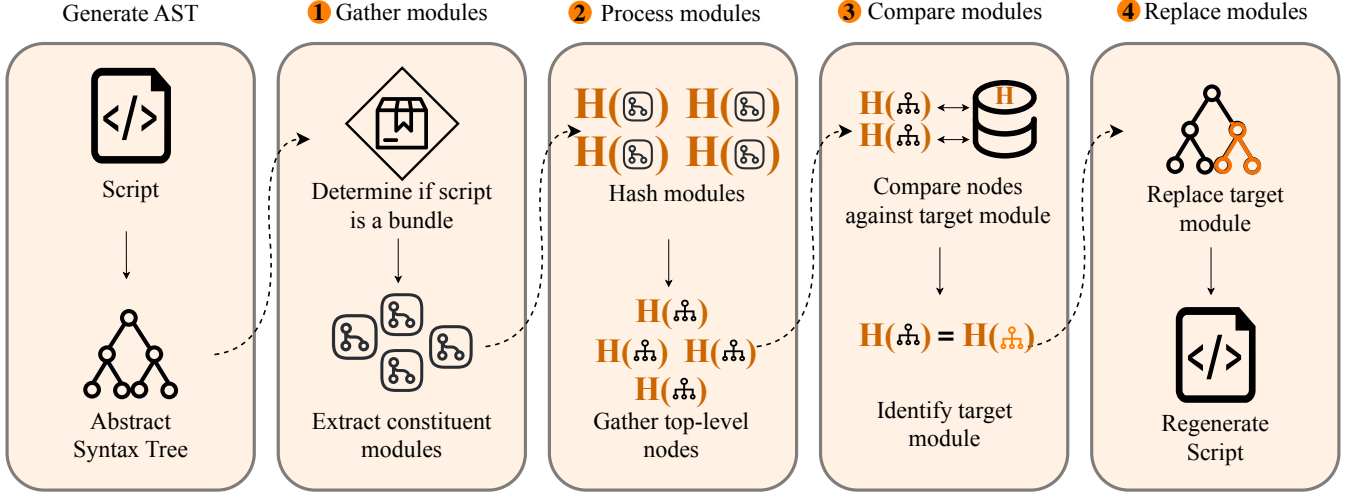 Generate AST
1 Gather modules
2 Process modules
3 Compare modules
4 Replace modules
</>
Script
Abstract
Syntax Tree
Determine if script
is a bundle
Extract constituent
modules
H( ) H( )
H( ) H( )
Hash modules
H( )
H( ) H( )
H( )
Gather top-level
nodes
H( )
H( )
H
Compare nodes
against target module
H( ) = H( )
Identify target
module
Replace target
module
</>
Regenerate
Script